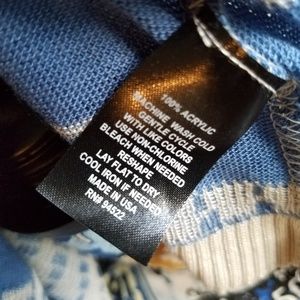 100% ACRYLIC
MACHINE WASH COLD
GENTLE CYCLE
WITH LIKE COLORS
USE NON-CHLORINE
BLEACH WHEN NEEDED
RESHAPE
LAY FLAT TO DRY
COOL IRON IF NEEDED
MADE IN USA
RN# 94522